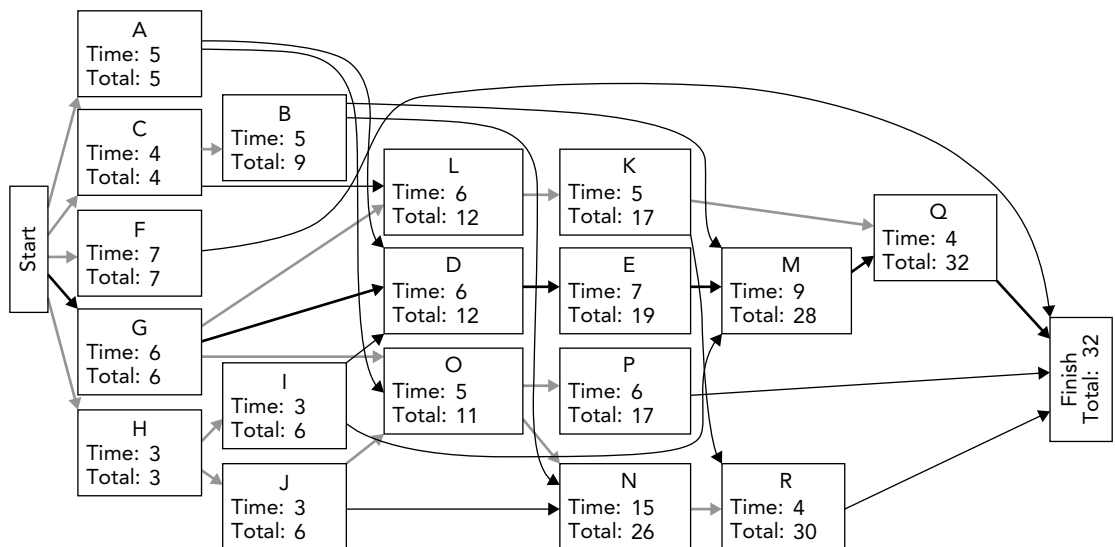 Start
A
Time: 5
Total: 5
C
Time: 4
Total: 4
F
Time: 7
Total: 7
G
Time: 6
Total: 6
H
Time: 3
Total: 3
B
Time: 5
Total: 9
I
Time: 3
Total: 6
J
Time: 3
Total: 6
L
Time: 6
Total: 12
D
Time: 6
Total: 12
O
Time: 5
Total: 11
K
Time: 5
Total: 17
E
Time: 7
Total: 19
P
Time: 6
Total: 17
N
Time: 15
Total: 26
M
Time: 9
Total: 28
R
Time: 4
Total: 30
Q
Time: 4
Total: 32
Finish
Total: 32